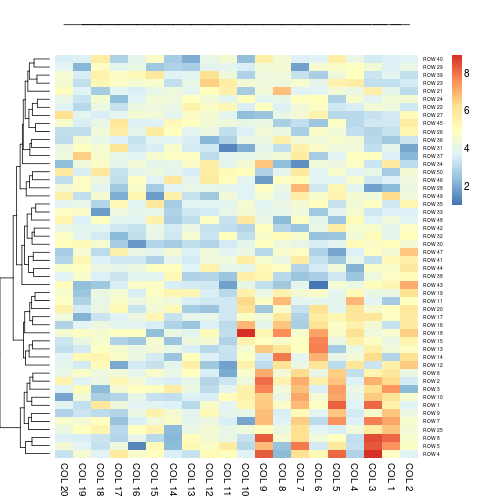 ROW 40
ROW 29
ROW 39
ROW 23
ROW 21
ROW 24
ROW 22
ROW 27
ROW 45
ROW 26
ROW 36
ROW 31
ROW 37
ROW 34
ROW 50
ROW 46
ROW 28
ROW 49
ROW 35
ROW 33
ROW 48
ROW 42
ROW 32
ROW 30
ROW 47
ROW 41
ROW 44
ROW 38
ROW 43
ROW 19
ROW 11
ROW 20
ROW 17
ROW 16
ROW 18
ROW 15
ROW 13
ROW 14
ROW 12
ROW 6
ROW 2
ROW 3
ROW 10
ROW 1
ROW 9
ROW 7
ROW 25
ROW 8
ROW 5
ROW 4
8
6
4
2
COL 20
COL 19
COL 18
COL 17
COL 16
COL 15
COL 14
COL 13
COL 12
COL 11
COL 10
COL 9
COL 8
COL 7
COL 6
COL 5
COL 4
COL 3
COL 1
COL 2